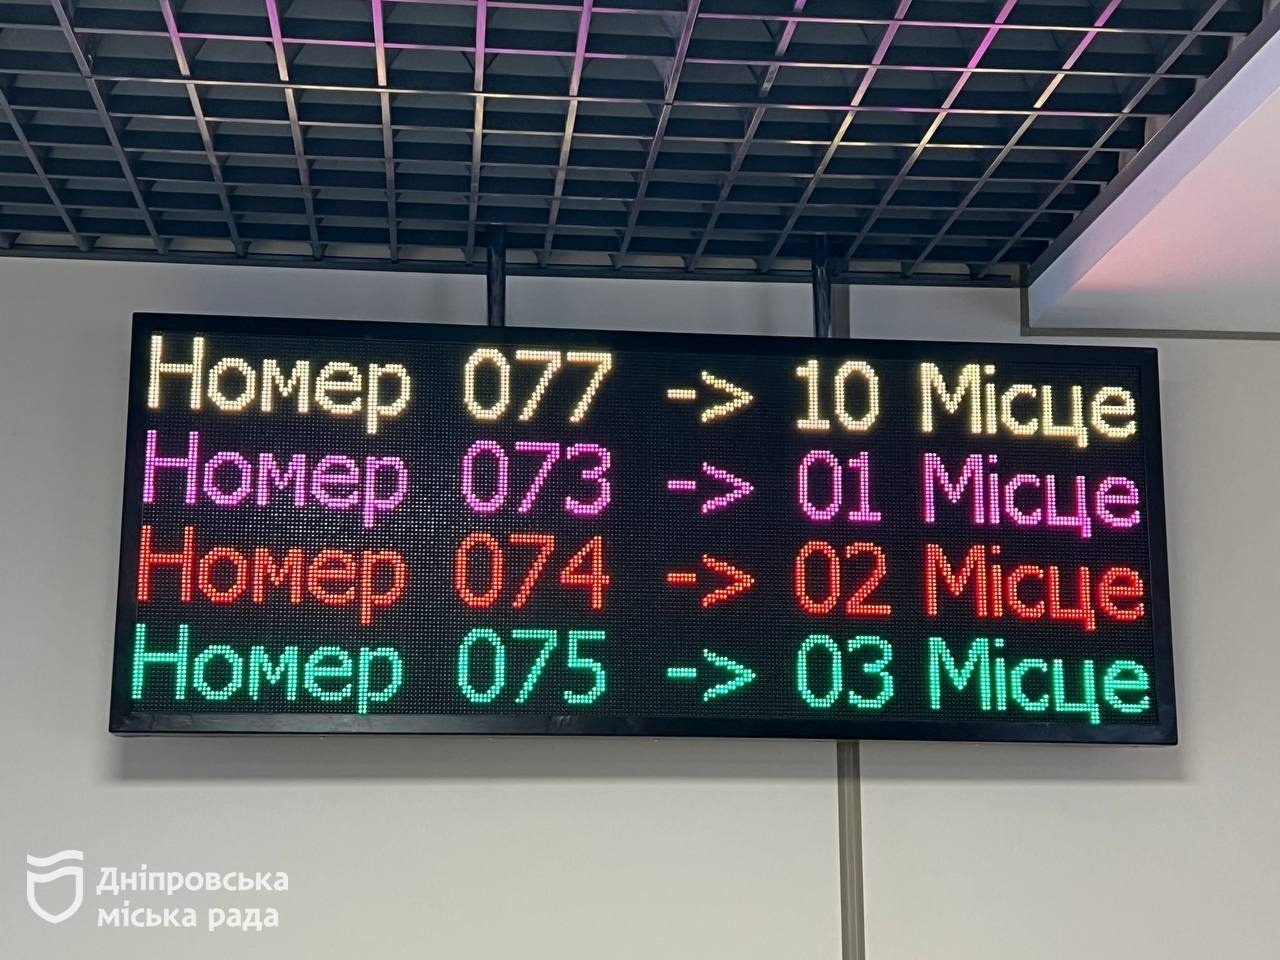 Номер 077 -> 10 Місце
Номер 073 -> 01 Місце
Номер 074 -> 02 Місце
Номер 075 -> 03 Місце
Дніпровська
міська рада